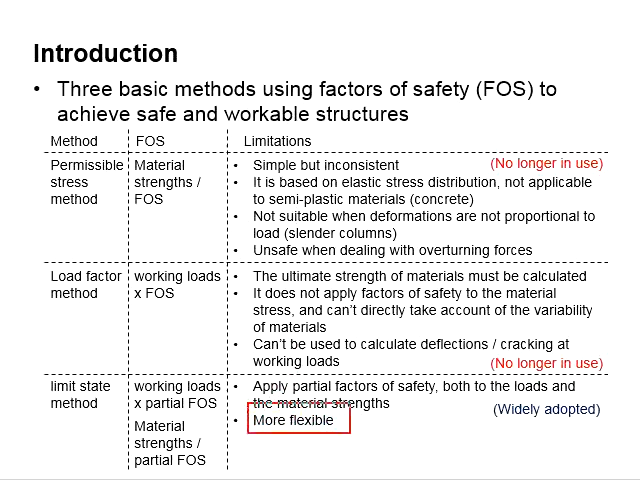 Introduction
• Three basic methods using factors of safety (FOS) to
achieve safe and workable structures
Method FOS Limitations
Permissible stress method
Material strengths / FOS
• Simple but inconsistent (No longer in use)
• It is based on elastic stress distribution, not applicable
to semi-plastic materials (concrete)
• Not suitable when deformations are not proportional to
load (slender columns)
• Unsafe when dealing with overturning forces
Load factor method
working loads x FOS
• The ultimate strength of materials must be calculated
• It does not apply factors of safety to the material
stress, and can't directly take account of the variability
of materials
• Can't be used to calculate deflections / cracking at
working loads (No longer in use)
limit state method
working loads x partial FOS
Material strengths / partial FOS
• Apply partial factors of safety, both to the loads and
the material strengths (Widely adopted)
• More flexible